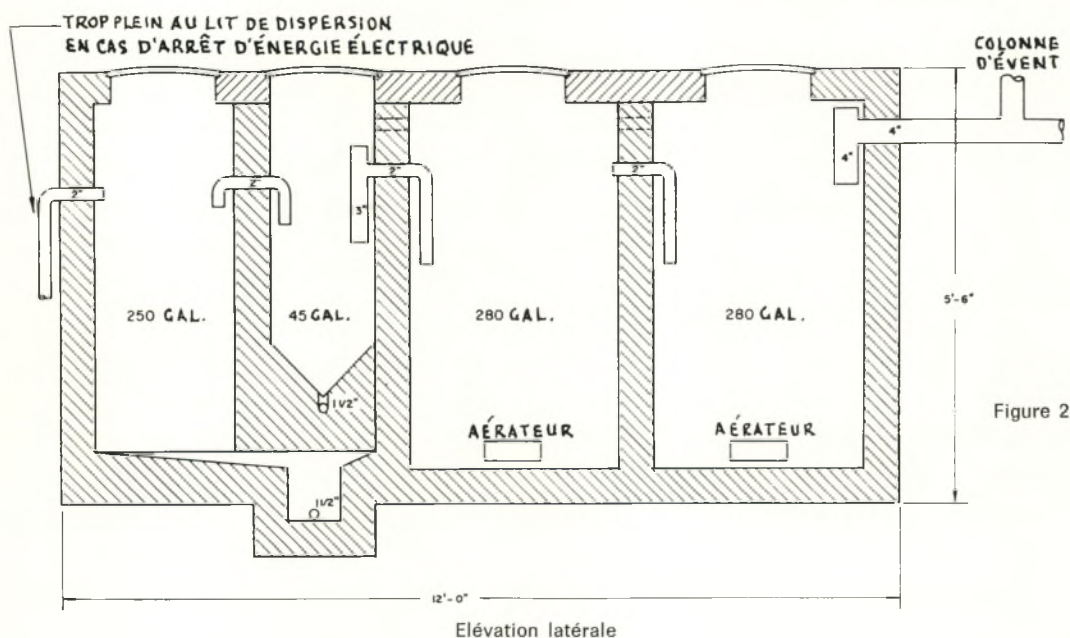 TROP PLEIN AU LIT DE DISPERSION
EN CAS D'ARRÊT D'ÉNERGIE ÉLECTRIQUE
COLONNE
D'ÉVENT
4"
4"
2"
2"
2"
2"
3"
250 GAL.
45 GAL.
280 GAL.
280 GAL.
5'-6"
1 1/2"
Figure 2
AÉRATEUR
AÉRATEUR
1 1/2"
12'-0"
Elévation latérale